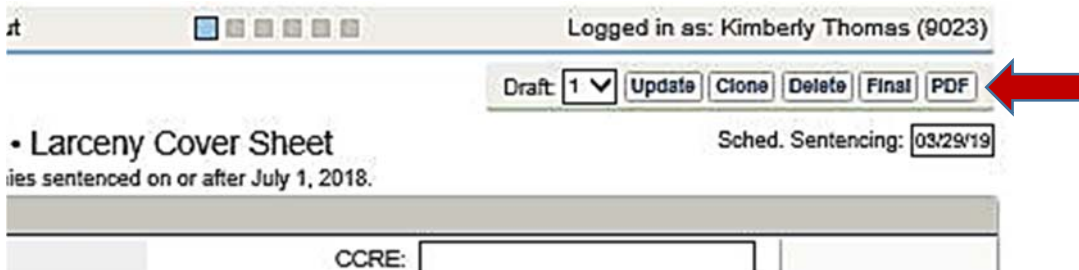 ut Logged in as: Kimberly Thomas (9023)
Draft: 1 Update Clone Delete Final PDF
• Larceny Cover Sheet Sched. Sentencing: 03/29/19
ies sentenced on or after July 1, 2018.
CCRE: